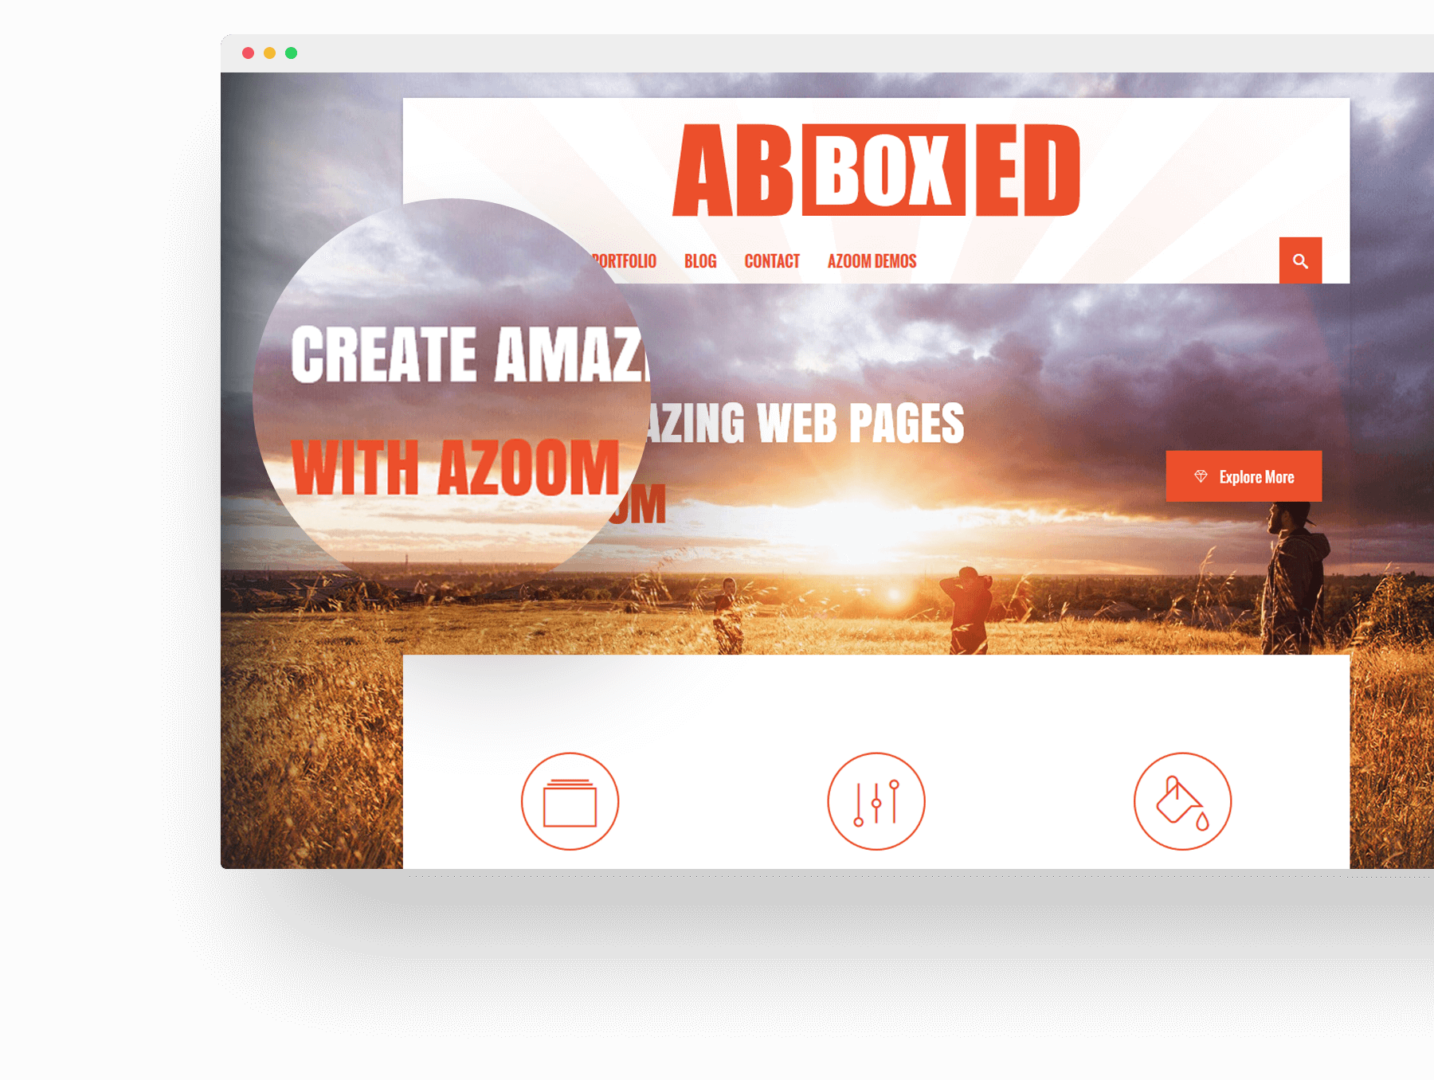 ABBOXED
PORTFOLIO BLOG CONTACT AZOOM DEMOS
CREATE AMAZ
AZING WEB PAGES
WITH AZOOM
OM
Explore More